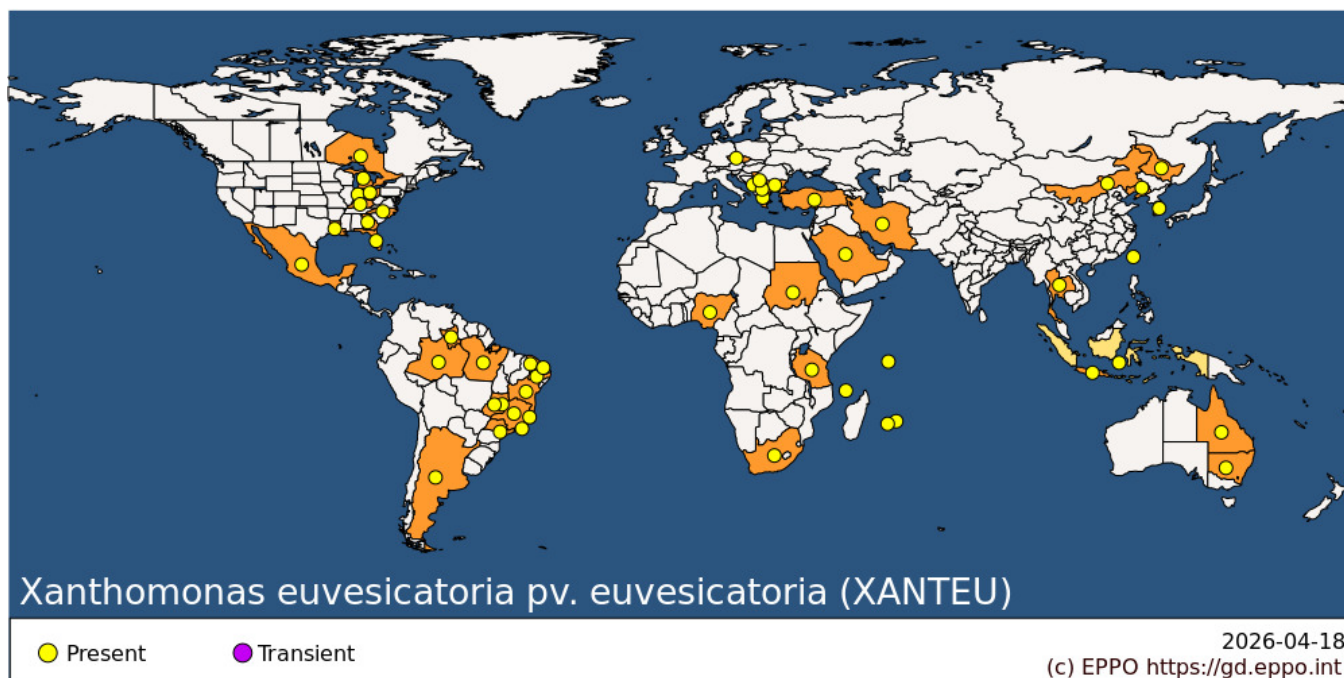 Xanthomonas euvesicatoria pv. euvesicatoria (XANTEU)
Present
Transient
2026-04-18
(c) EPPO https://gd.eppo.int